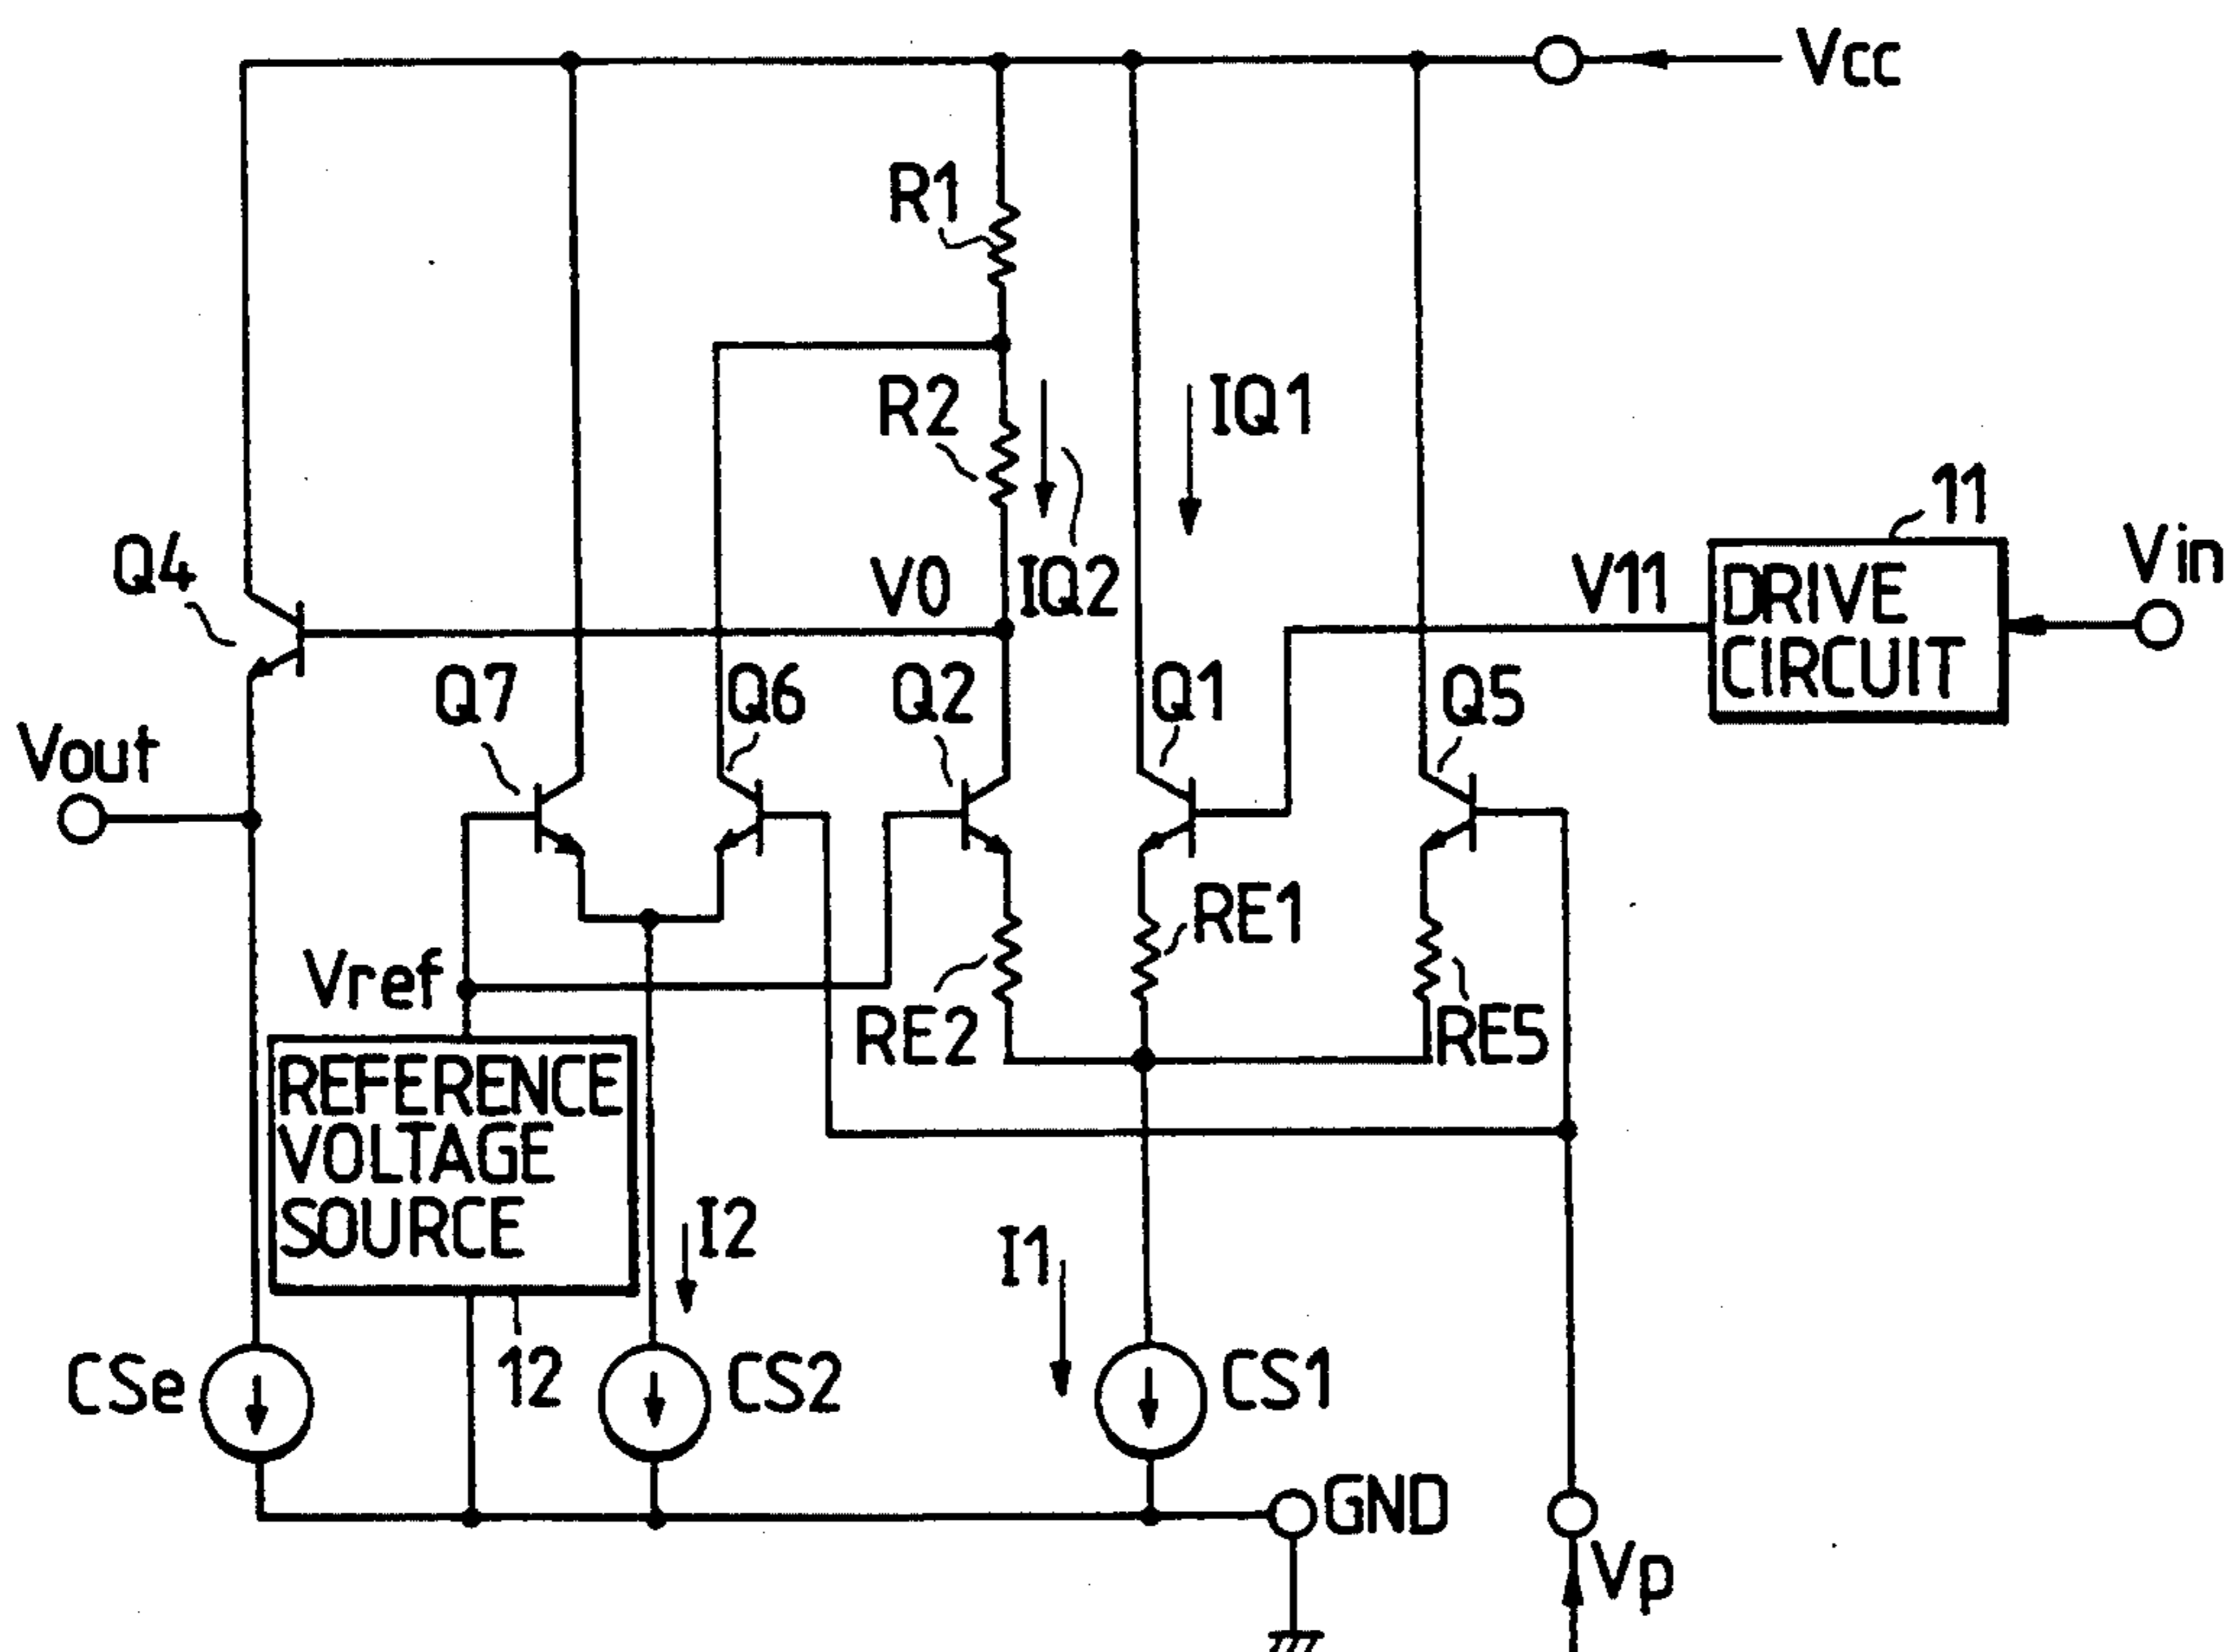 Vcc
R1
R2
IQ1
11
Vin
Q4
V0
IQ2
V11
DRIVE
CIRCUIT
Q7
Q6
Q2
Q1
Q5
Vout
RE1
Vref
RE2
RE5
REFERENCE
VOLTAGE
SOURCE
I2
I1
CSe
12
CS2
CS1
GND
Vp